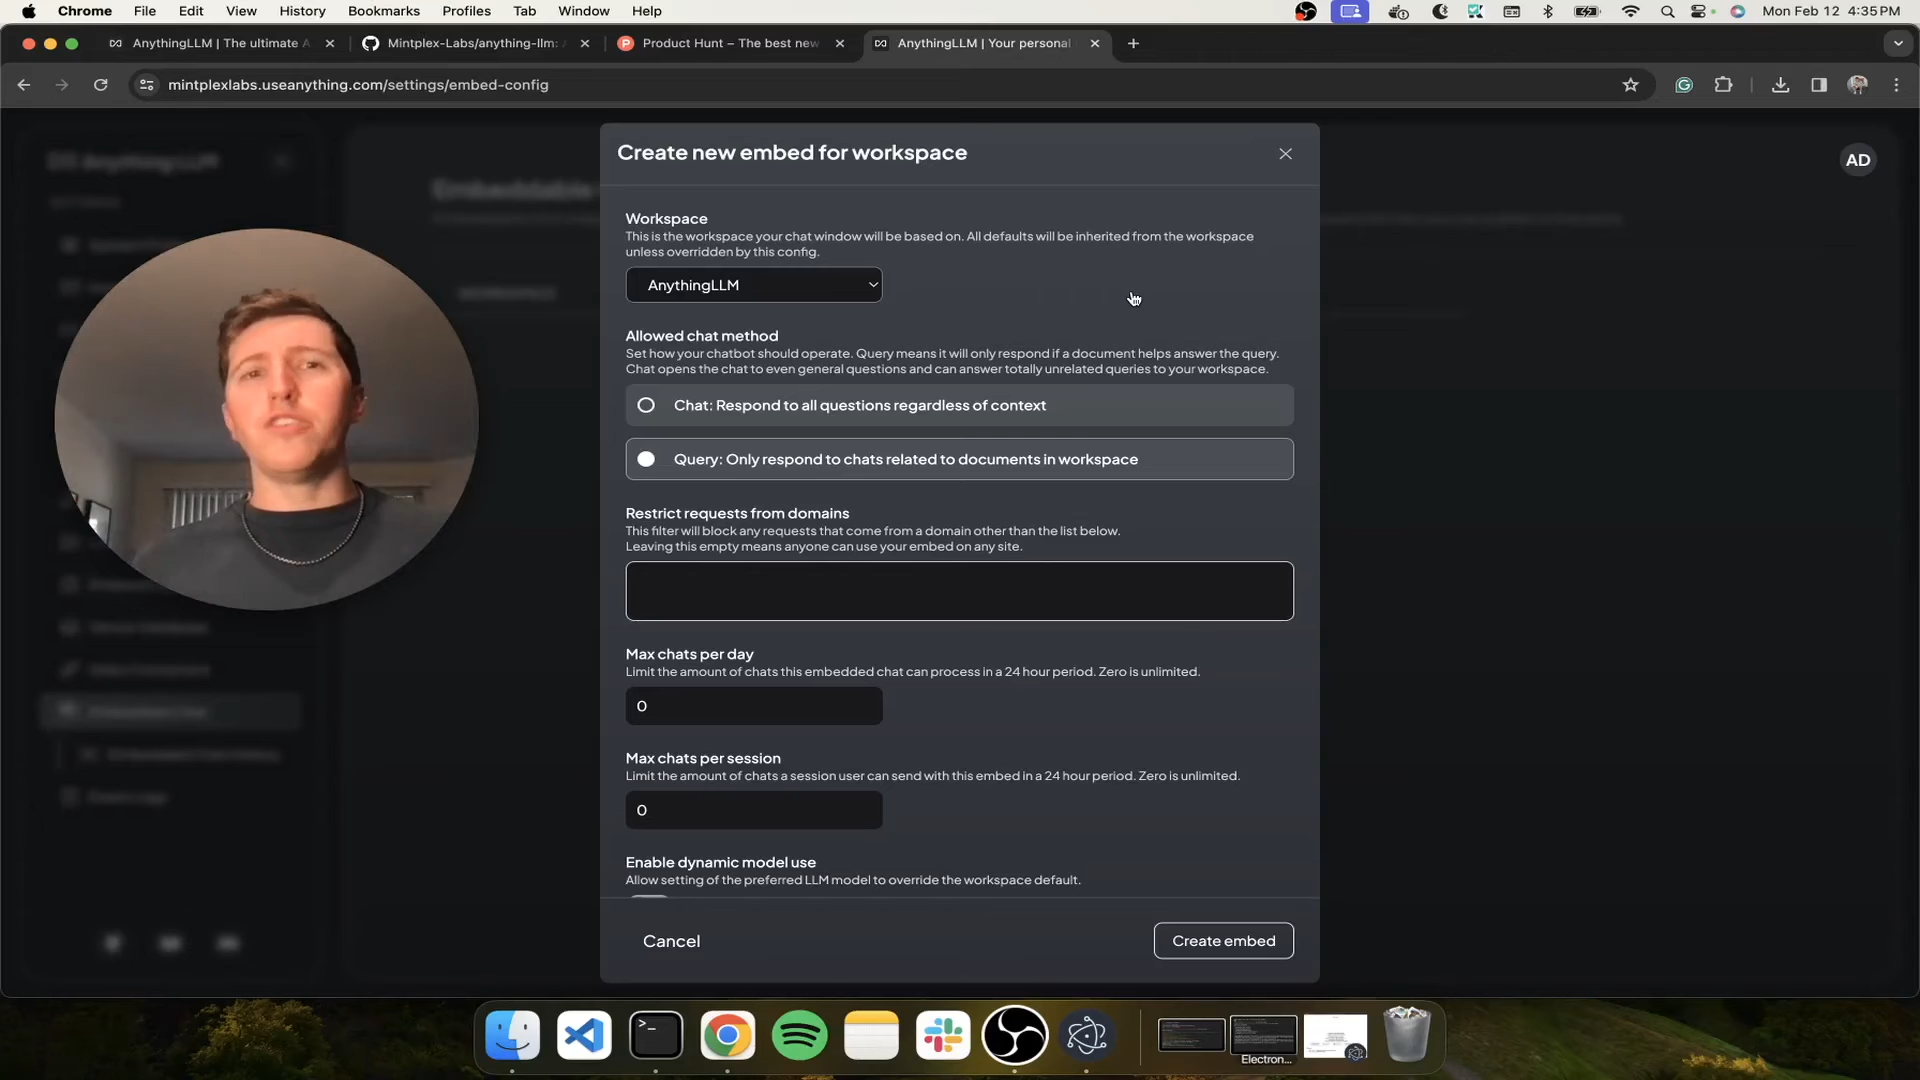 Chrome File Edit View History Bookmarks Profiles Tab Window Help Mon Feb 12 4:35 PM
AnythingLLM | The ultimate A Mintplex-Labs/anything-llm: Product Hunt – The best new AnythingLLM | Your personal
mintplexlabs.useanything.com/settings/embed-config
Create new embed for workspace
AD
Workspace
This is the workspace your chat window will be based on. All defaults will be inherited from the workspace
unless overridden by this config.
AnythingLLM
Allowed chat method
Set how your chatbot should operate. Query means it will only respond if a document helps answer the query.
Chat opens the chat to even general questions and can answer totally unrelated queries to your workspace.
Chat: Respond to all questions regardless of context
Query: Only respond to chats related to documents in workspace
Restrict requests from domains
This filter will block any requests that come from a domain other than the list below.
Leaving this empty means anyone can use your embed on any site.
Max chats per day
Limit the amount of chats this embedded chat can process in a 24 hour period. Zero is unlimited.
0
Max chats per session
Limit the amount of chats a session user can send with this embed in a 24 hour period. Zero is unlimited.
0
Enable dynamic model use
Allow setting of the preferred LLM model to override the workspace default.
Cancel Create embed
Electron...